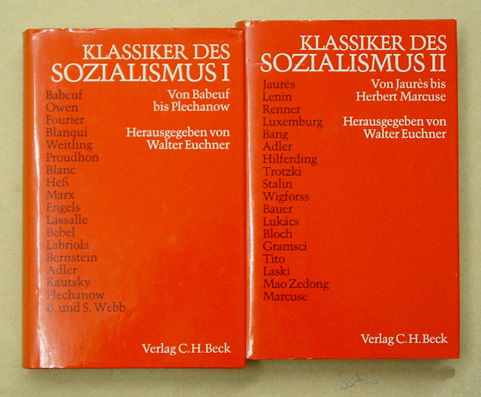 KLASSIKER DES
SOZIALISMUS I
Von Babeuf
bis Plechanow
Herausgegeben von
Walter Euchner
Babeuf
Owen
Fourier
Blanqui
Weitling
Proudhon
Blanc
Heß
Marx
Engels
Lassalle
Bebel
Labriola
Bernstein
Adler
Kautsky
Plechanow
B. und S. Webb
Verlag C. H. Beck
KLASSIKER DES
SOZIALISMUS II
Von Jaurès bis
Herbert Marcuse
Herausgegeben von
Walter Euchner
Jaurès
Lenin
Renner
Luxemburg
Bang
Adler
Hilferding
Trotzki
Stalin
Wigforss
Bauer
Lukács
Bloch
Gramsci
Tito
Laski
Mao Zedong
Marcuse
Verlag C. H. Beck